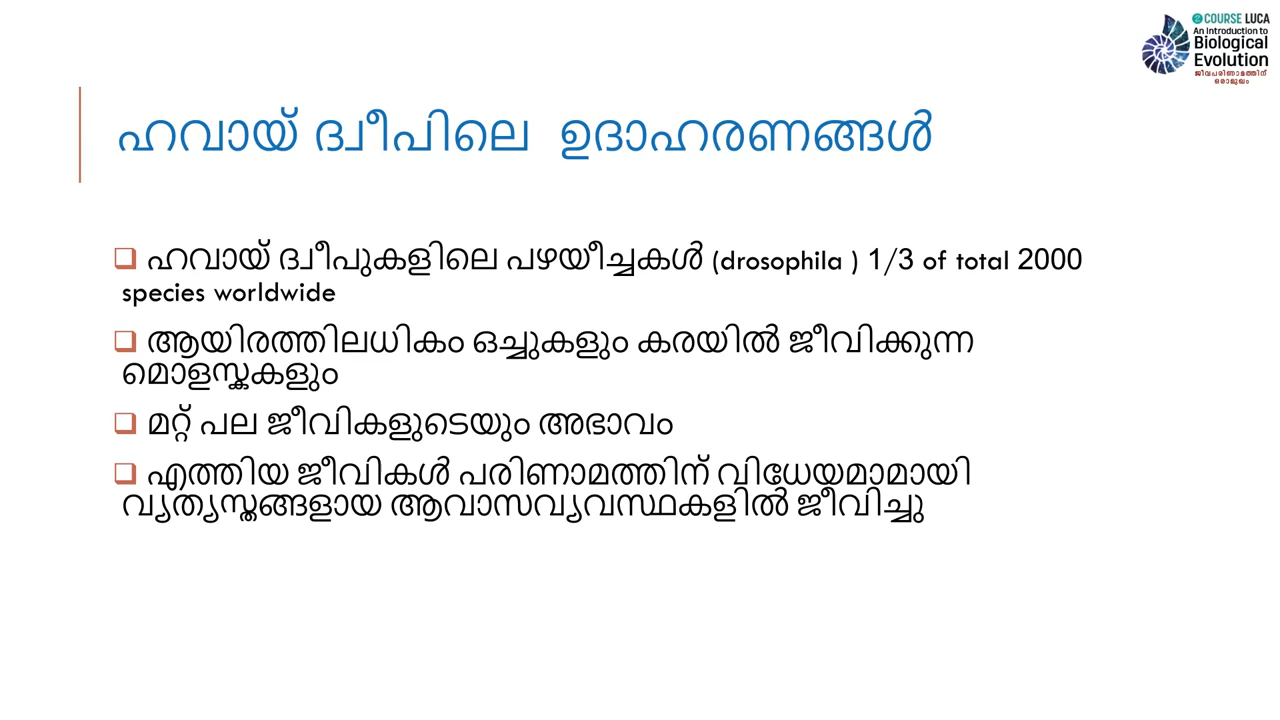 COURSE LUCA
An Introduction to
Biological
Evolution
ജീവപരിണാമത്തിന്
ഒരാമുഖം
ഹവായ് ദ്വീപിലെ ഉദാഹരണങ്ങൾ
ഹവായ് ദ്വീപുകളിലെ പഴയീച്ചകൾ (drosophila ) 1/3 of total 2000
species worldwide
ആയിരത്തിലധികം ഒച്ചുകളും കരയിൽ ജീവിക്കുന്ന
മൊളസ്കകളും
മറ്റ് പല ജീവികളുടെയും അഭാവം
എത്തിയ ജീവികൾ പരിണാമത്തിന് വിധേയമാമായി
വ്യത്യസ്തങ്ങളായ ആവാസവ്യവസ്ഥകളിൽ ജീവിച്ചു